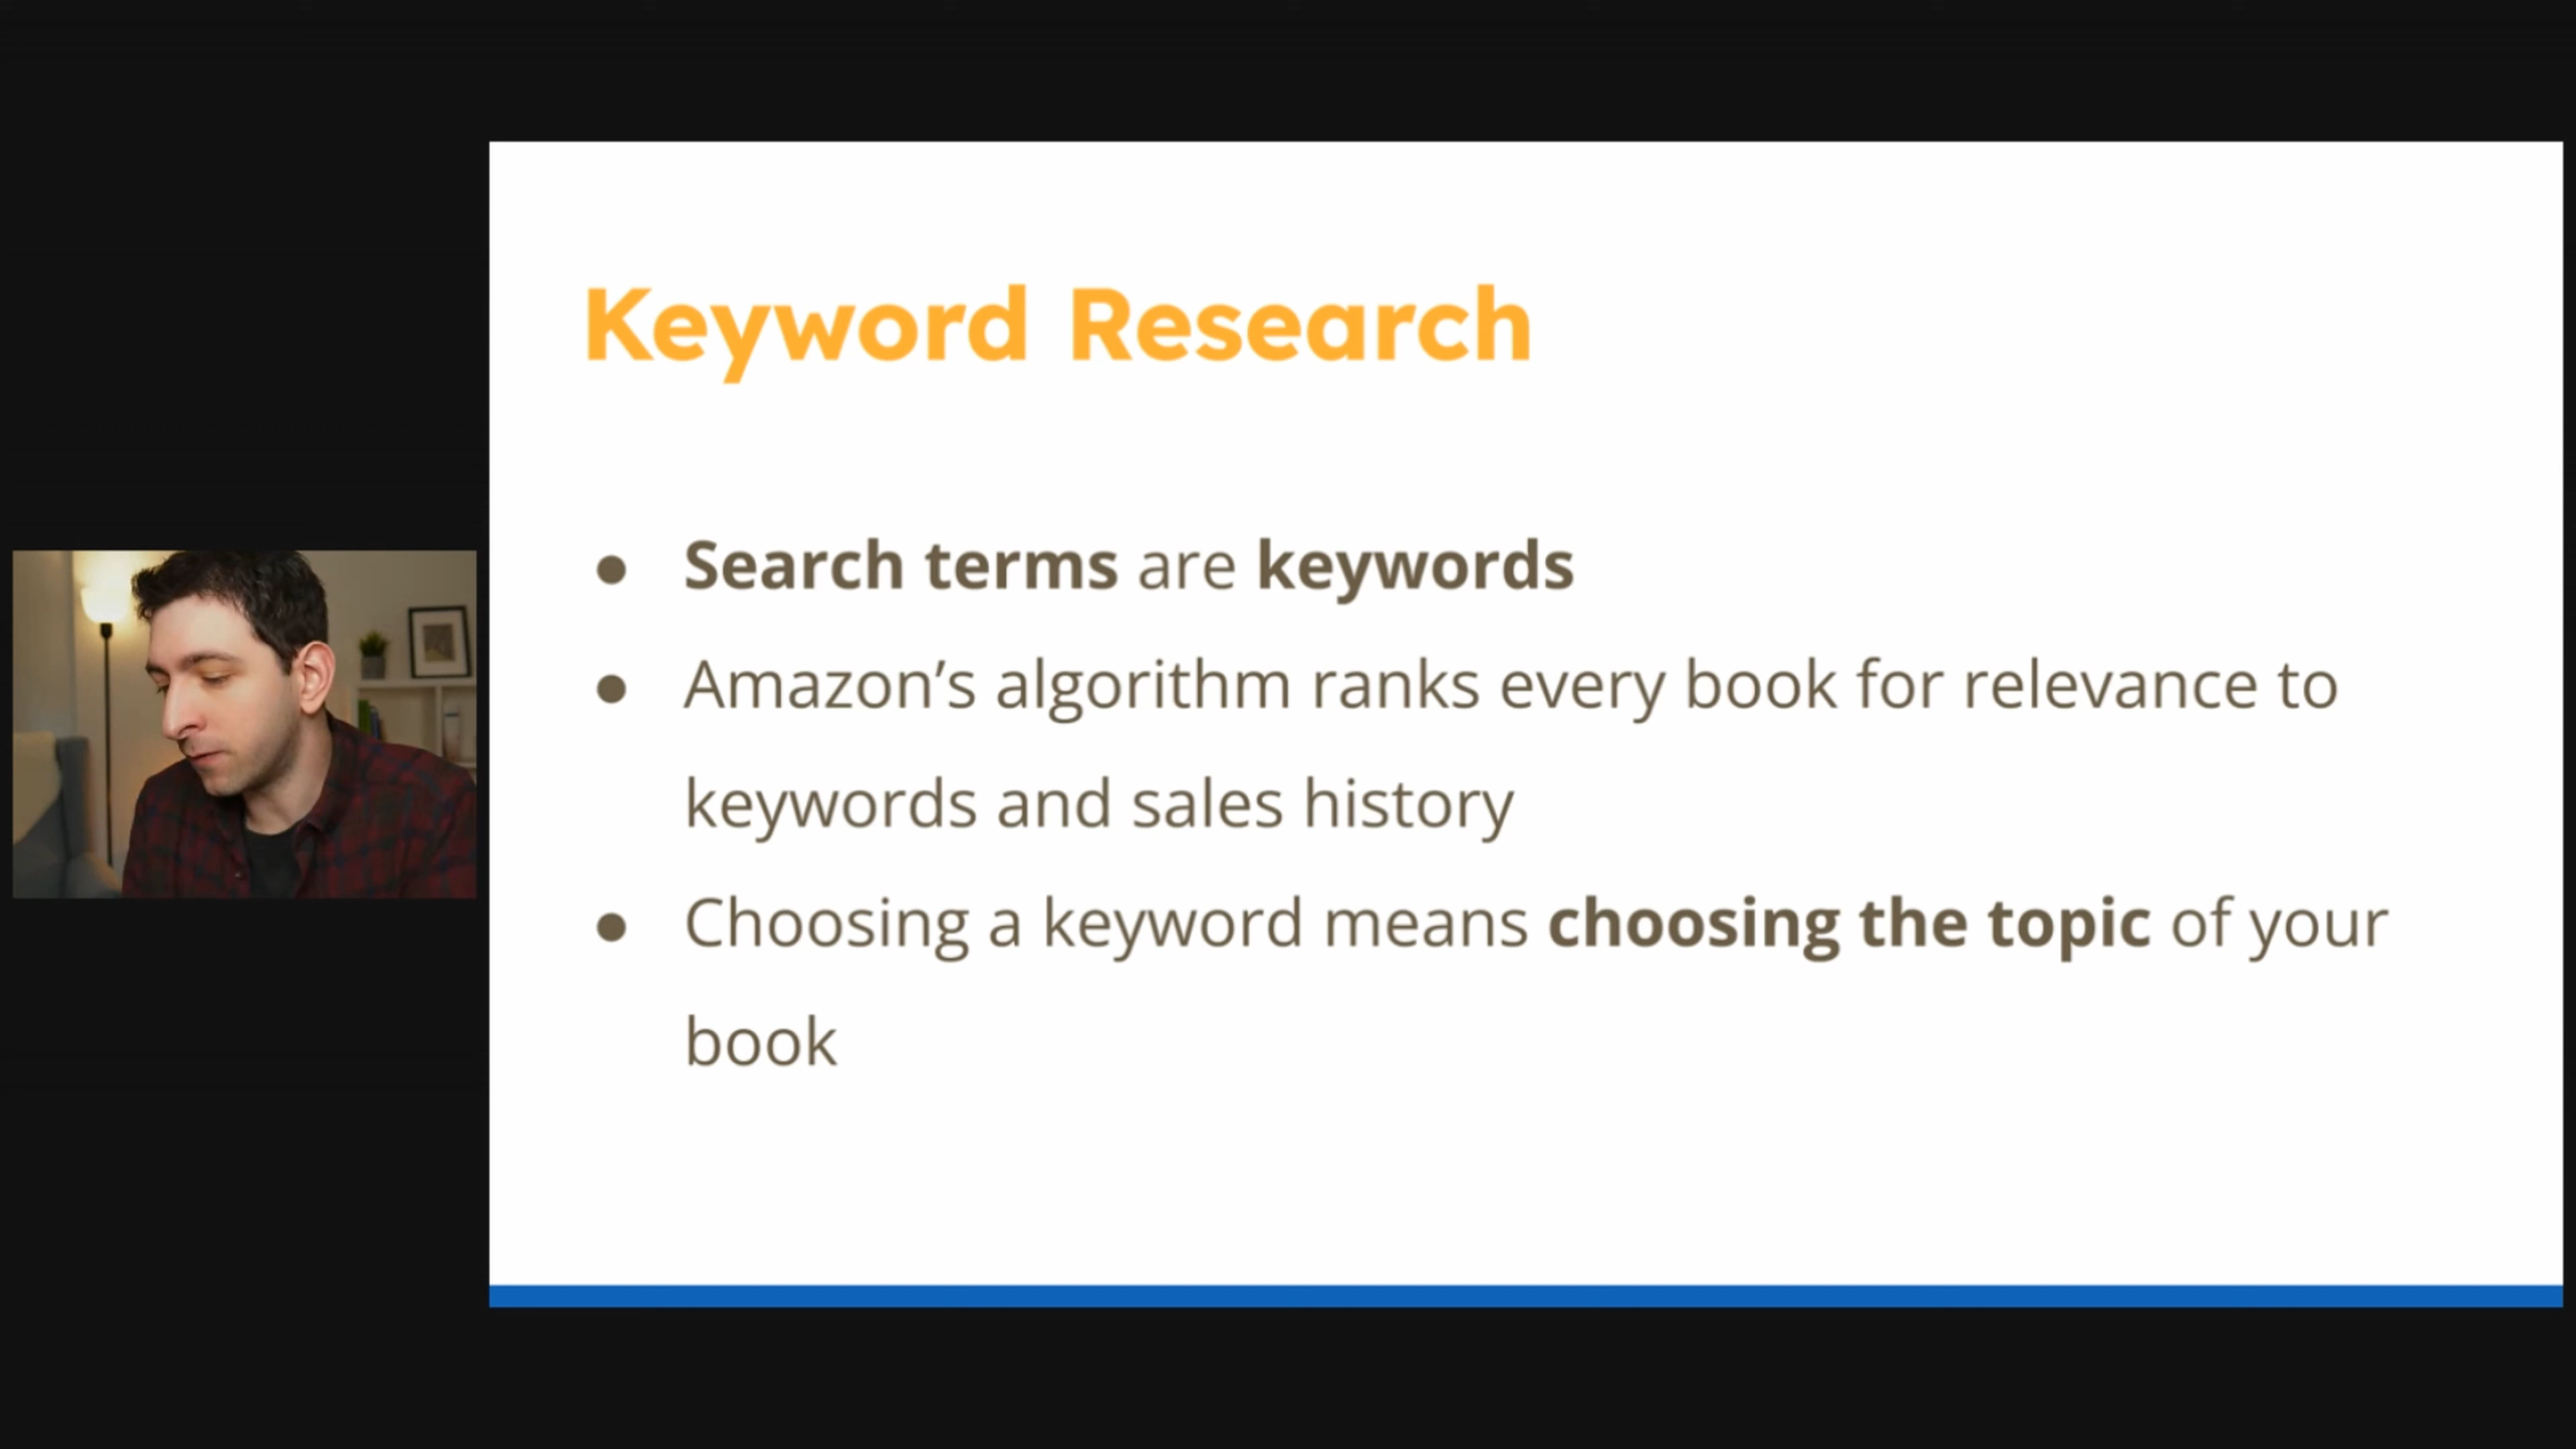 Keyword Research
● Search terms are keywords
● Amazon’s algorithm ranks every book for relevance to
keywords and sales history
● Choosing a keyword means choosing the topic of your
book